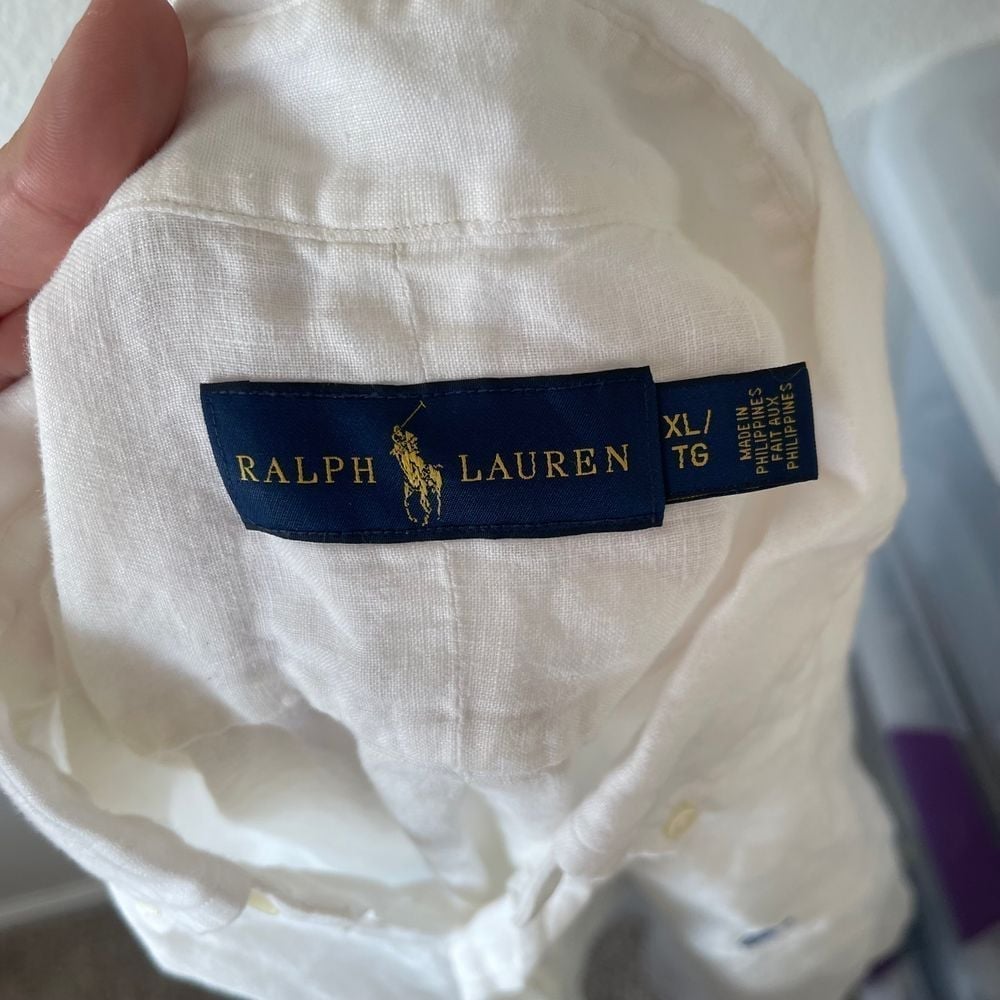 RALPH LAUREN
XL/
TG
MADE IN
PHILIPPINES
FAIT AUX
PHILIPPINES